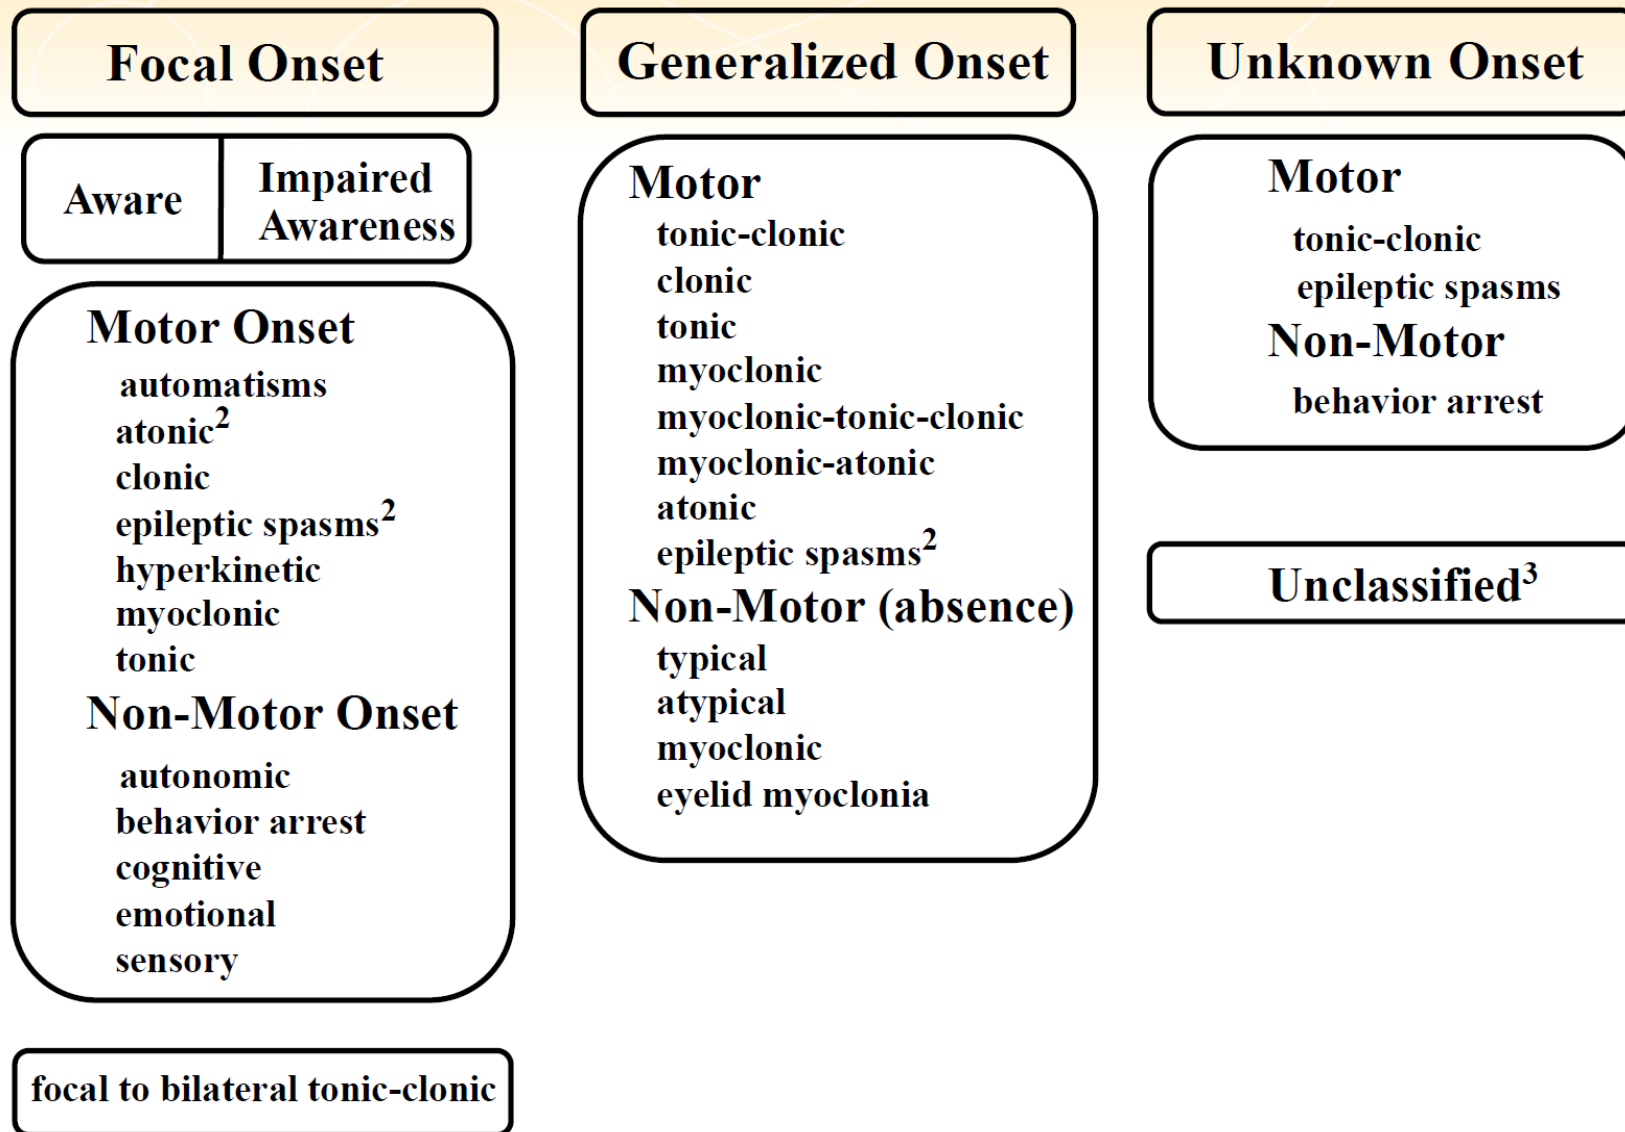 Focal Onset
Aware
Impaired
Awareness
Motor Onset
automatisms
atonic²
clonic
epileptic spasms²
hyperkinetic
myoclonic
tonic
Non-Motor Onset
autonomic
behavior arrest
cognitive
emotional
sensory
focal to bilateral tonic-clonic
Generalized Onset
Motor
tonic-clonic
clonic
tonic
myoclonic
myoclonic-tonic-clonic
myoclonic-atonic
atonic
epileptic spasms²
Non-Motor (absence)
typical
atypical
myoclonic
eyelid myoclonia
Unknown Onset
Motor
tonic-clonic
epileptic spasms
Non-Motor
behavior arrest
Unclassified³